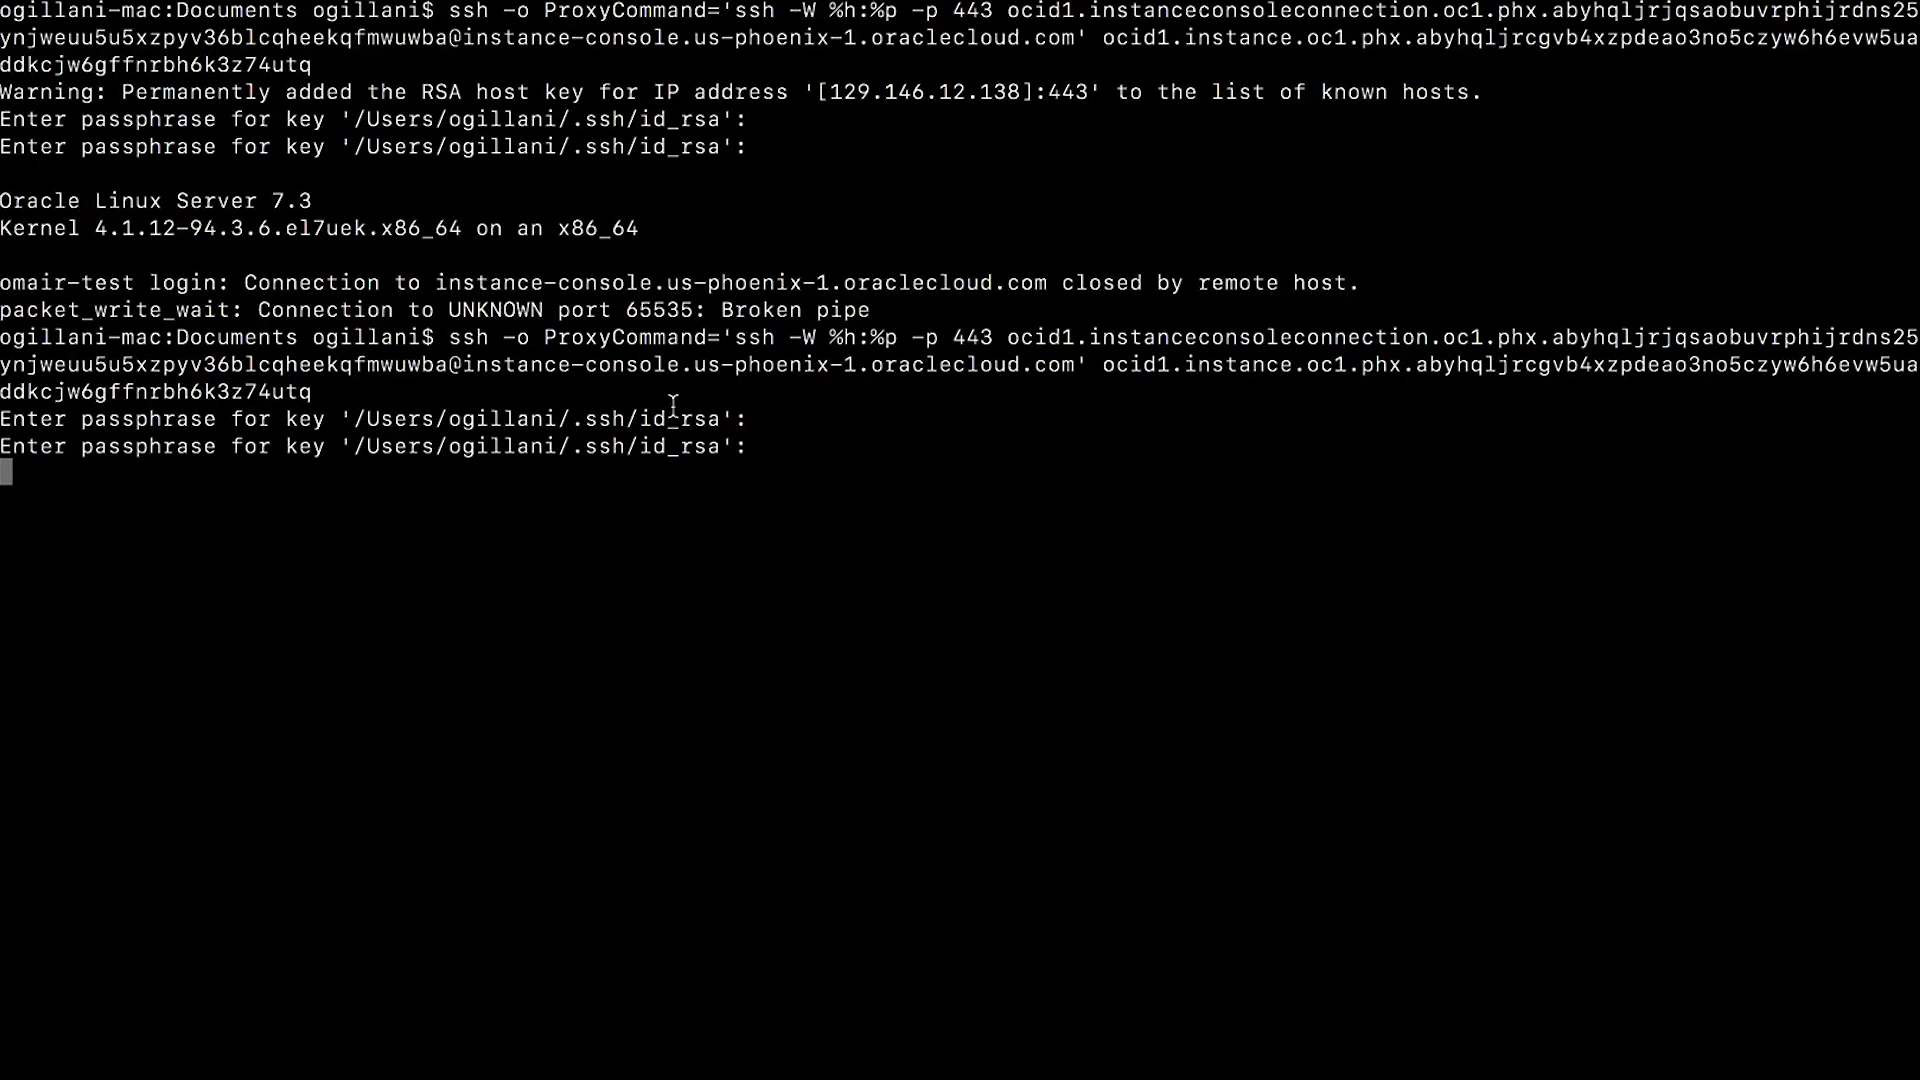 ogillani-mac:Documents ogillani$ ssh -o ProxyCommand='ssh -W %h:%p -p 443 ocid1.instanceconsoleconnection.oc1.phx.abyhqljrjqsaobuvrphijrdns25
ynjweuu5u5xzpyv36blcqheekqfmwuwba@instance-console.us-phoenix-1.oraclecloud.com' ocid1.instance.oc1.phx.abyhqljrcgvb4xzpdeao3no5czyw6h6evw5ua
ddkcjw6gffnrbh6k3z74utq
Warning: Permanently added the RSA host key for IP address '[129.146.12.138]:443' to the list of known hosts.
Enter passphrase for key '/Users/ogillani/.ssh/id_rsa':
Enter passphrase for key '/Users/ogillani/.ssh/id_rsa':
Oracle Linux Server 7.3
Kernel 4.1.12-94.3.6.el7uek.x86_64 on an x86_64
omair-test login: Connection to instance-console.us-phoenix-1.oraclecloud.com closed by remote host.
packet_write_wait: Connection to UNKNOWN port 65535: Broken pipe
ogillani-mac:Documents ogillani$ ssh -o ProxyCommand='ssh -W %h:%p -p 443 ocid1.instanceconsoleconnection.oc1.phx.abyhqljrjqsaobuvrphijrdns25
ynjweuu5u5xzpyv36blcqheekqfmwuwba@instance-console.us-phoenix-1.oraclecloud.com' ocid1.instance.oc1.phx.abyhqljrcgvb4xzpdeao3no5czyw6h6evw5ua
ddkcjw6gffnrbh6k3z74utq
Enter passphrase for key '/Users/ogillani/.ssh/id_rsa':
Enter passphrase for key '/Users/ogillani/.ssh/id_rsa':